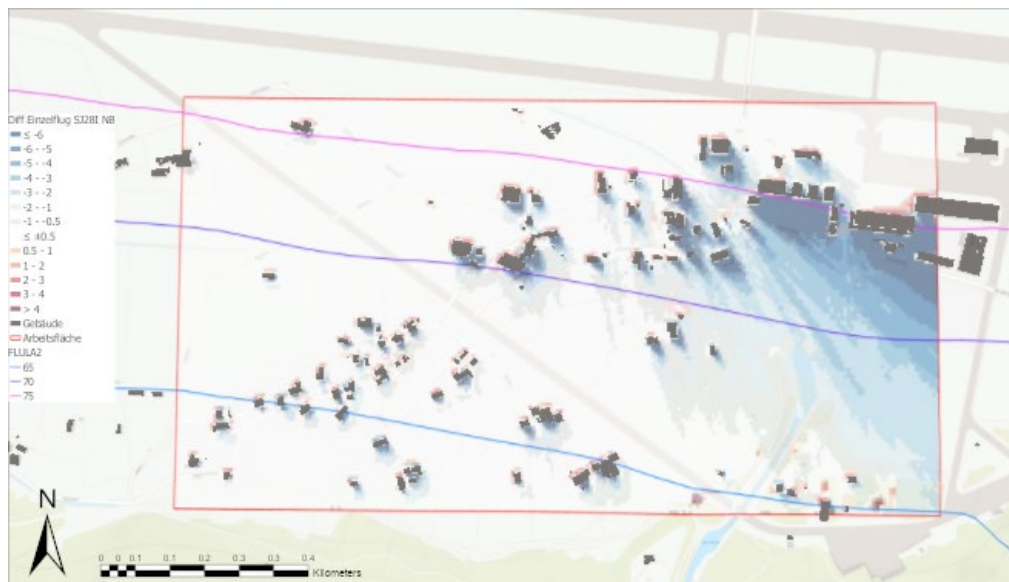 Diff Einzelflug SJ28I NB
≤ -6
-6 - -5
-5 - -4
-4 - -3
-3 - -2
-2 - -1
-1 - -0.5
≤ ±0.5
0.5 - 1
1 - 2
2 - 3
3 - 4
> 4
Gebäude
Arbeitsfläche
FLULA2
65
70
75
N
0 0 0.1 0.1 0.2 0.3 0.3 0.4
Kilometers